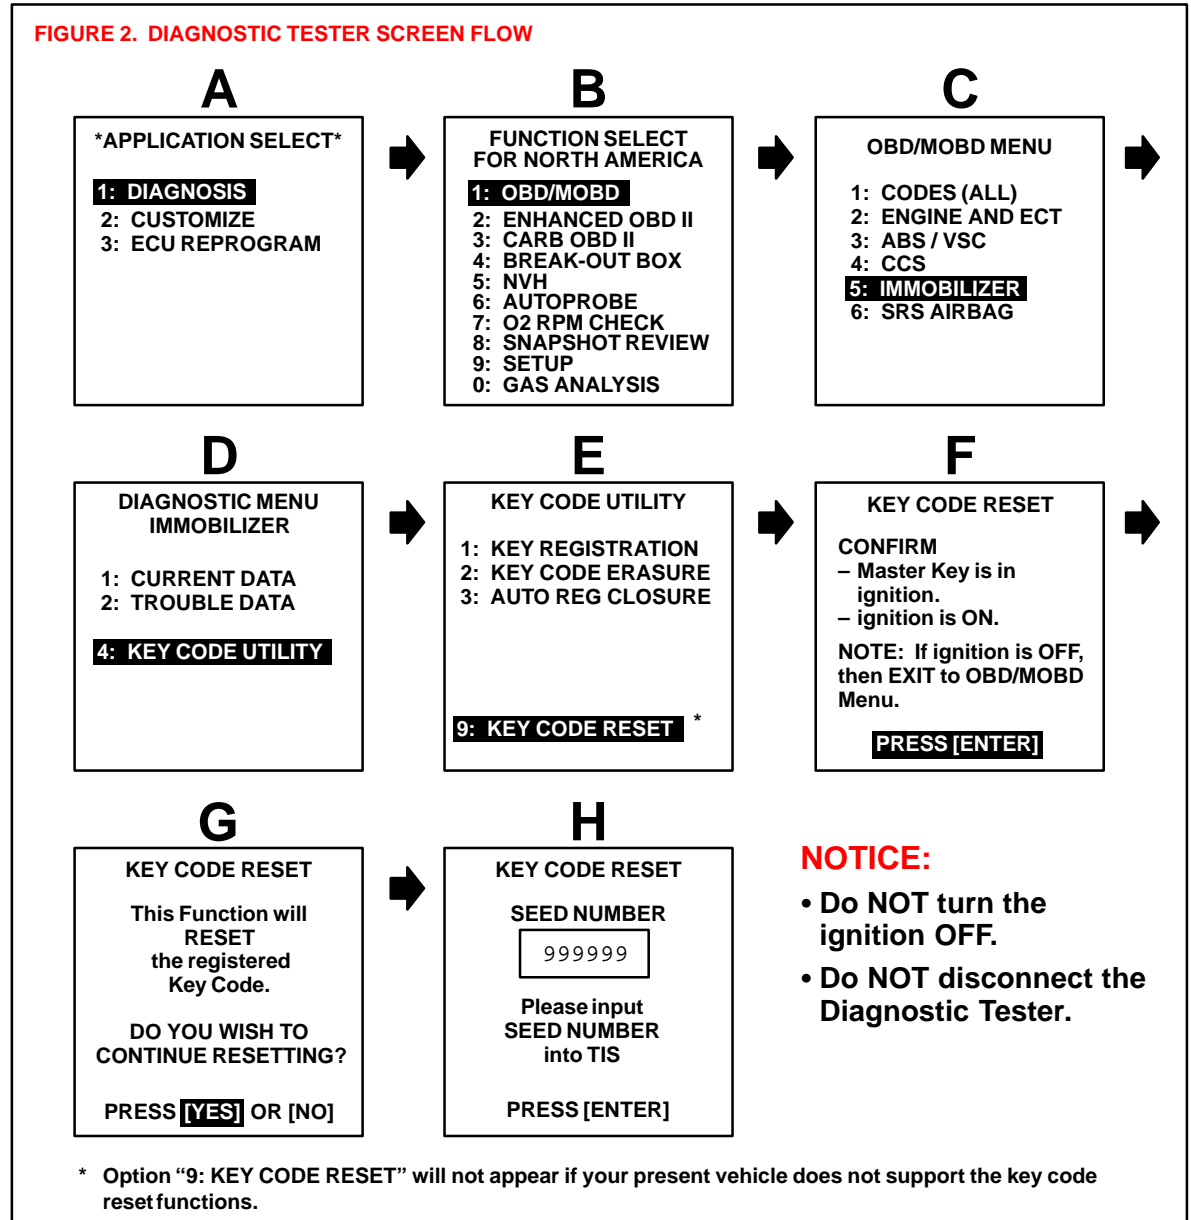 FIGURE 2. DIAGNOSTIC TESTER SCREEN FLOW
A
*APPLICATION SELECT*
1: DIAGNOSIS
2: CUSTOMIZE
3: ECU REPROGRAM
B
FUNCTION SELECT
FOR NORTH AMERICA
1: OBD/MOBD
2: ENHANCED OBD II
3: CARB OBD II
4: BREAK-OUT BOX
5: NVH
6: AUTOPROBE
7: O2 RPM CHECK
8: SNAPSHOT REVIEW
9: SETUP
0: GAS ANALYSIS
C
OBD/MOBD MENU
1: CODES (ALL)
2: ENGINE AND ECT
3: ABS / VSC
4: CCS
5: IMMOBILIZER
6: SRS AIRBAG
D
DIAGNOSTIC MENU
IMMOBILIZER
1: CURRENT DATA
2: TROUBLE DATA
4: KEY CODE UTILITY
E
KEY CODE UTILITY
1: KEY REGISTRATION
2: KEY CODE ERASURE
3: AUTO REG CLOSURE
9: KEY CODE RESET *
F
KEY CODE RESET
CONFIRM
– Master Key is in
ignition.
– ignition is ON.
NOTE: If ignition is OFF,
then EXIT to OBD/MOBD
Menu.
PRESS [ENTER]
G
KEY CODE RESET
This Function will
RESET
the registered
Key Code.
DO YOU WISH TO
CONTINUE RESETTING?
PRESS [YES] OR [NO]
H
KEY CODE RESET
SEED NUMBER
999999
Please input
SEED NUMBER
into TIS
PRESS [ENTER]
NOTICE:
• Do NOT turn the
ignition OFF.
• Do NOT disconnect the
Diagnostic Tester.
* Option “9: KEY CODE RESET” will not appear if your present vehicle does not support the key code
reset functions.